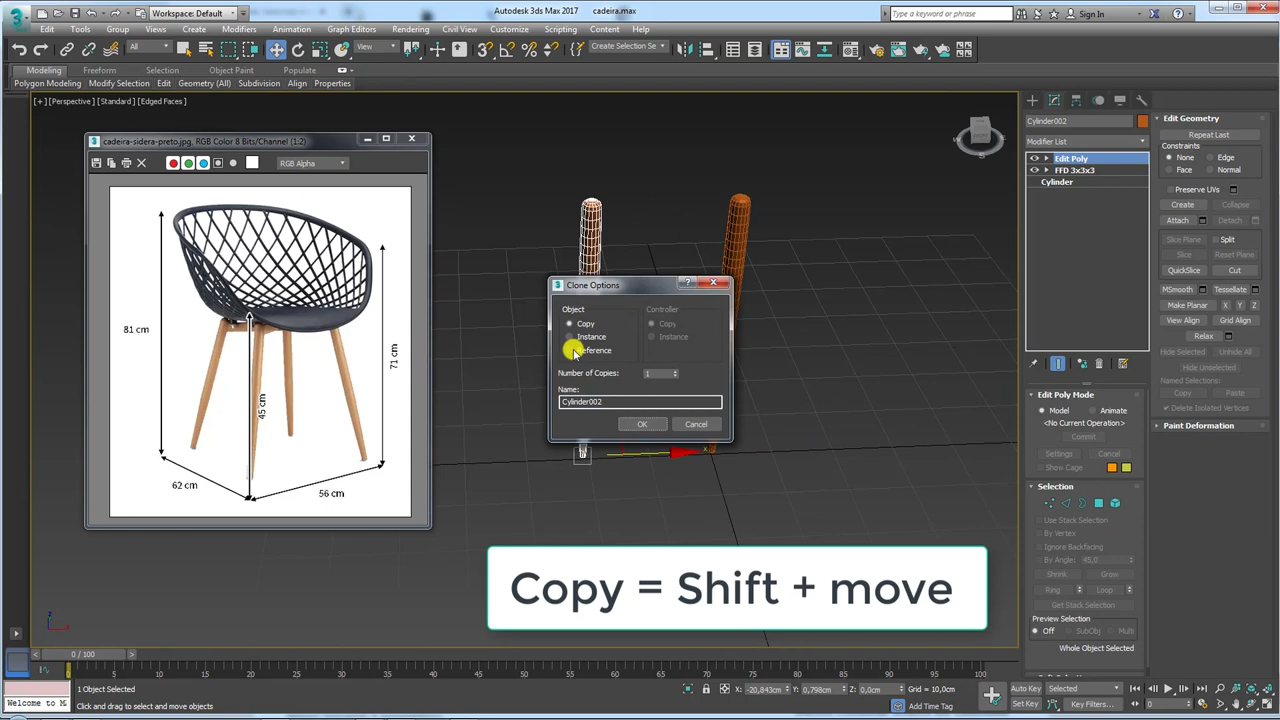 Workspace: Default
Autodesk 3ds Max 2017 cadeira.max
Type a keyword or phrase
Sign In
Edit Tools Group Views Create Modifiers Animation Graph Editors Rendering Civil View Customize Scripting Content Help
All
View
Create Selection Se
Modeling Freeform Selection Object Paint Populate
Polygon Modeling Modify Selection Edit Geometry (All) Subdivision Align Properties
[+] [Perspective] [Standard] [Edged Faces]
cadeira-sidera-preto.jpg, RGB Color 8 Bits/Channel (1:2)
RGB Alpha
81 cm
71 cm
45 cm
62 cm
56 cm
Clone Options
Object
Copy
Instance
Reference
Controller
Copy
Instance
Number of Copies: 1
Name:
Cylinder002
OK Cancel
Copy = Shift + move
Cylinder002
Modifier List
Edit Poly
FFD 3x3x3
Cylinder
Edit Poly Mode
Model Animate
<No Current Operation>
Commit
Settings Cancel
Show Cage
Selection
Use Stack Selection
By Vertex
Ignore Backfacing
By Angle: 45,0
Shrink Grow
Ring Loop
Get Stack Selection
Preview Selection
Off SubObj Multi
Whole Object Selected
Edit Geometry
Repeat Last
Constraints
None Edge
Face Normal
Preserve UVs
Create Collapse
Attach Detach
Slice Plane Split
Slice Reset Plane
QuickSlice Cut
MSmooth Tessellate
Make Planar X Y Z
View Align Grid Align
Relax
Hide Selected Unhide All
Hide Unselected
Named Selections:
Copy Paste
Delete Isolated Vertices
Paint Deformation
0 / 100
0 5 10 15 20 25 30 35 40 45 50 55 60 65 70 75 80 85 90 95 100
1 Object Selected
Welcome to M
Click and drag to select and move objects
X: -20,843cm Y: 0,798cm Z: 0,0cm Grid = 10,0cm
Add Time Tag
Auto Key Selected
Set Key Key Filters...
0